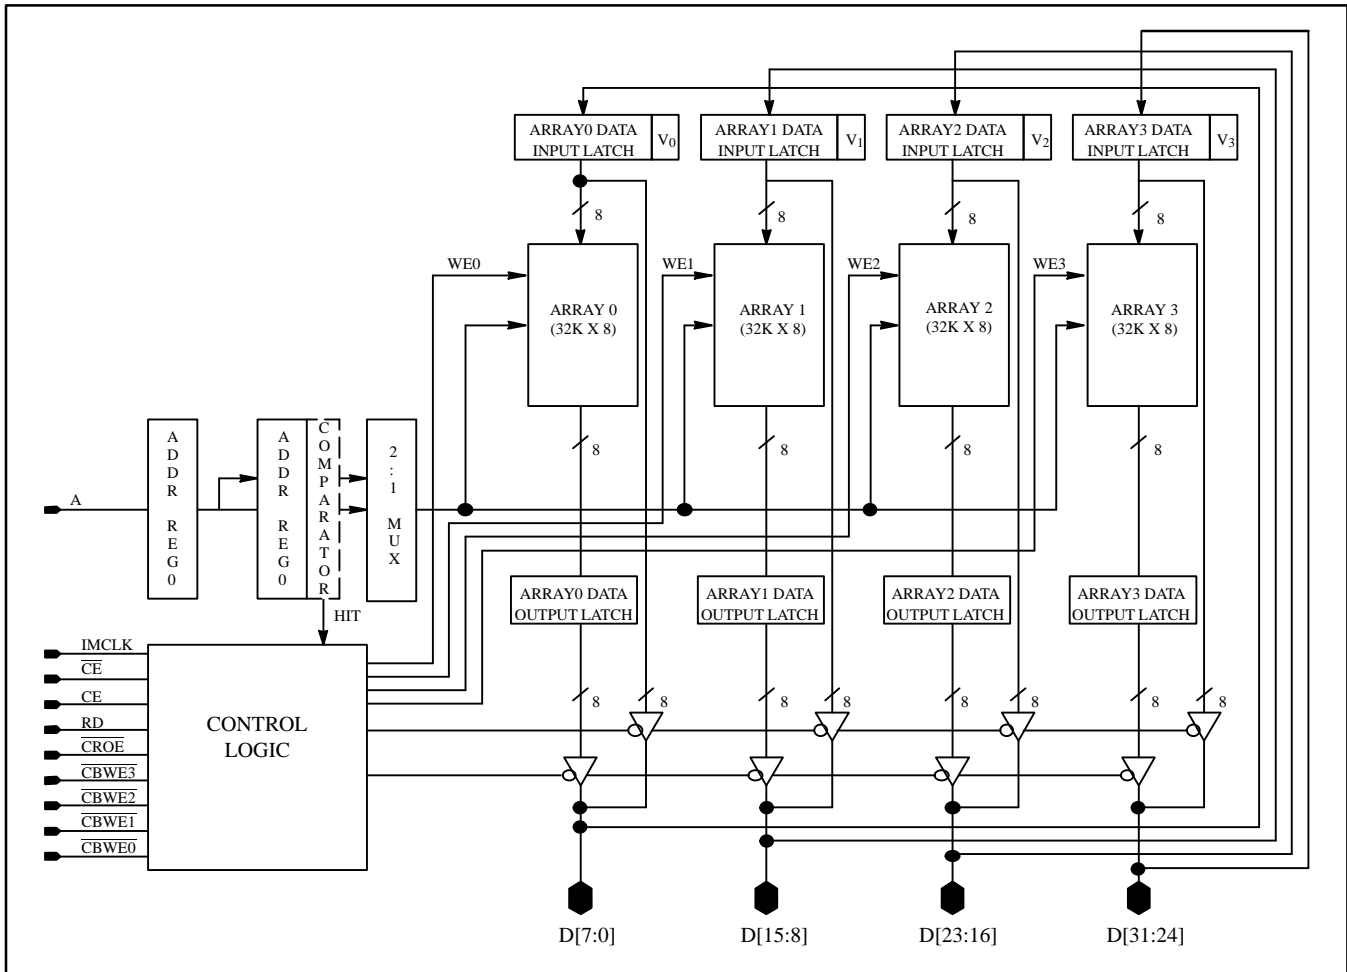 ARRAY0 DATA
INPUT LATCH
V0
ARRAY1 DATA
INPUT LATCH
V1
ARRAY2 DATA
INPUT LATCH
V2
ARRAY3 DATA
INPUT LATCH
V3
8
8
8
8
WE0
WE1
WE2
WE3
ARRAY 0
(32K X 8)
ARRAY 1
(32K X 8)
ARRAY 2
(32K X 8)
ARRAY 3
(32K X 8)
8
8
8
8
A
ADDR REG0
ADDR REG0
COMPARATOR
2:1 MUX
ARRAY0 DATA
OUTPUT LATCH
ARRAY1 DATA
OUTPUT LATCH
ARRAY2 DATA
OUTPUT LATCH
ARRAY3 DATA
OUTPUT LATCH
HIT
IMCLK
CE
CE
RD
CROE
CBWE3
CBWE2
CBWE1
CBWE0
CONTROL
LOGIC
8
8
8
8
8
8
8
8
D[7:0]
D[15:8]
D[23:16]
D[31:24]